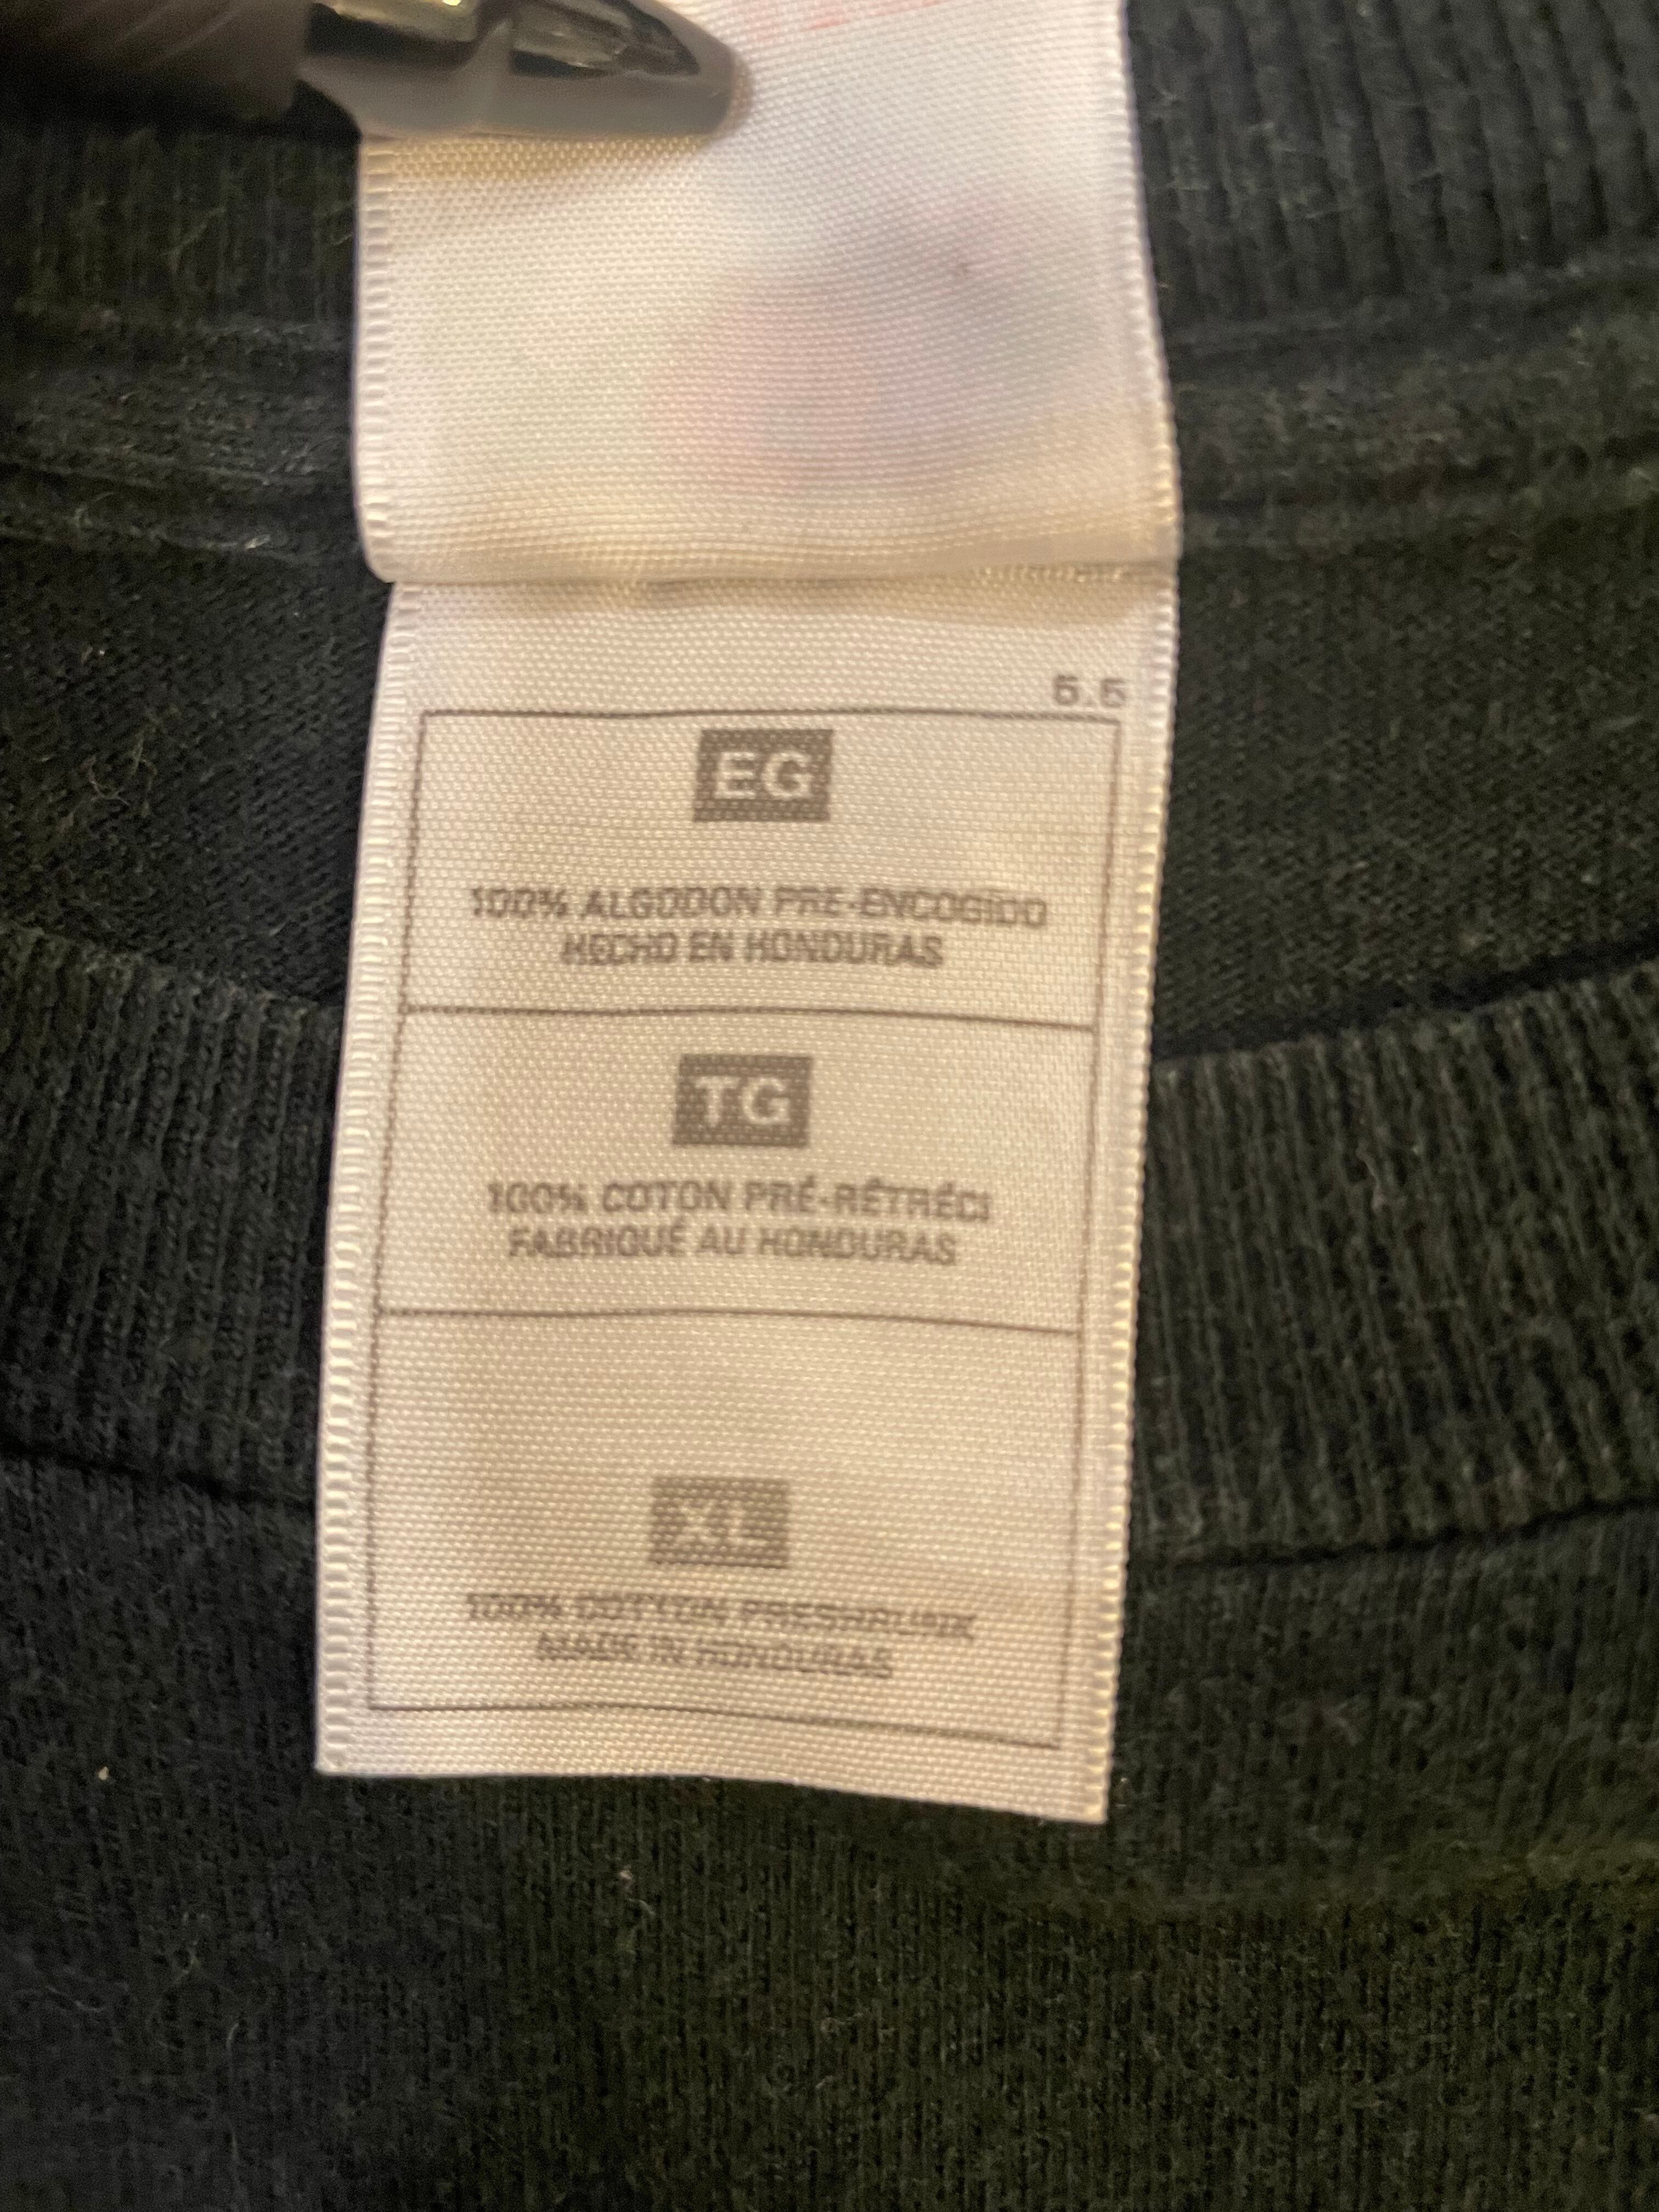 5.5
EG
100% ALGODON PRE-ENCOGIDO
HECHO EN HONDURAS
TG
100% COTON PRÉ-RÉTRÉCI
FABRIQUÉ AU HONDURAS
XL
100% COTTON PRESHRUNK
MADE IN HONDURAS